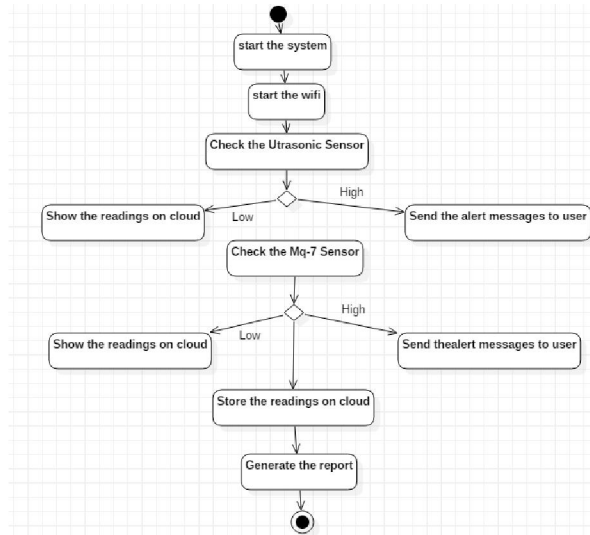 start the system
start the wifi
Check the Utrasonic Sensor
High
Low
Show the readings on cloud
Send the alert messages to user
Check the Mq-7 Sensor
High
Low
Show the readings on cloud
Send thealert messages to user
Store the readings on cloud
Generate the report